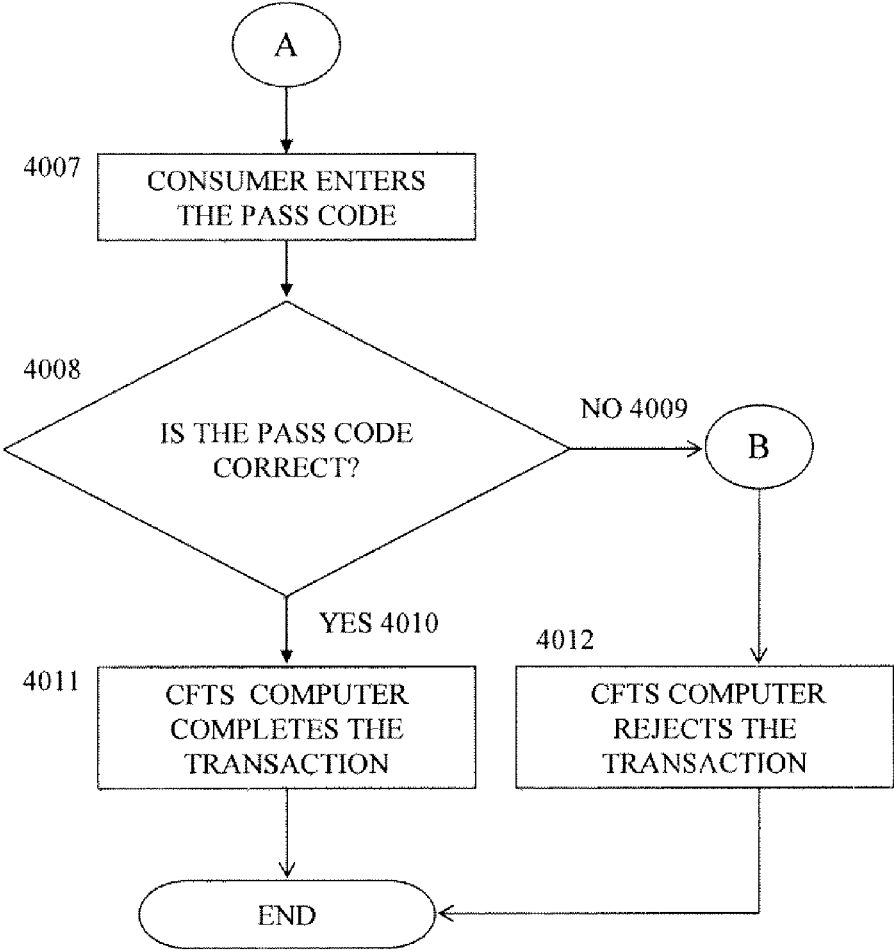 A
4007
CONSUMER ENTERS
THE PASS CODE
4008
IS THE PASS CODE
CORRECT?
NO 4009
B
YES 4010
4011
CFTS COMPUTER
COMPLETES THE
TRANSACTION
4012
CFTS COMPUTER
REJECTS THE
TRANSACTION
END